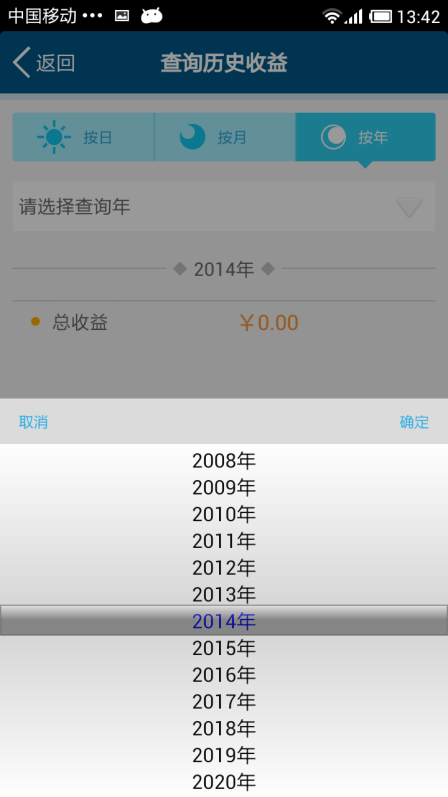 中国移动 ••• 13:42
返回 查询历史收益
按日 按月 按年
请选择查询年
2014年
总收益 ￥0.00
取消 确定
2008年
2009年
2010年
2011年
2012年
2013年
2014年
2015年
2016年
2017年
2018年
2019年
2020年